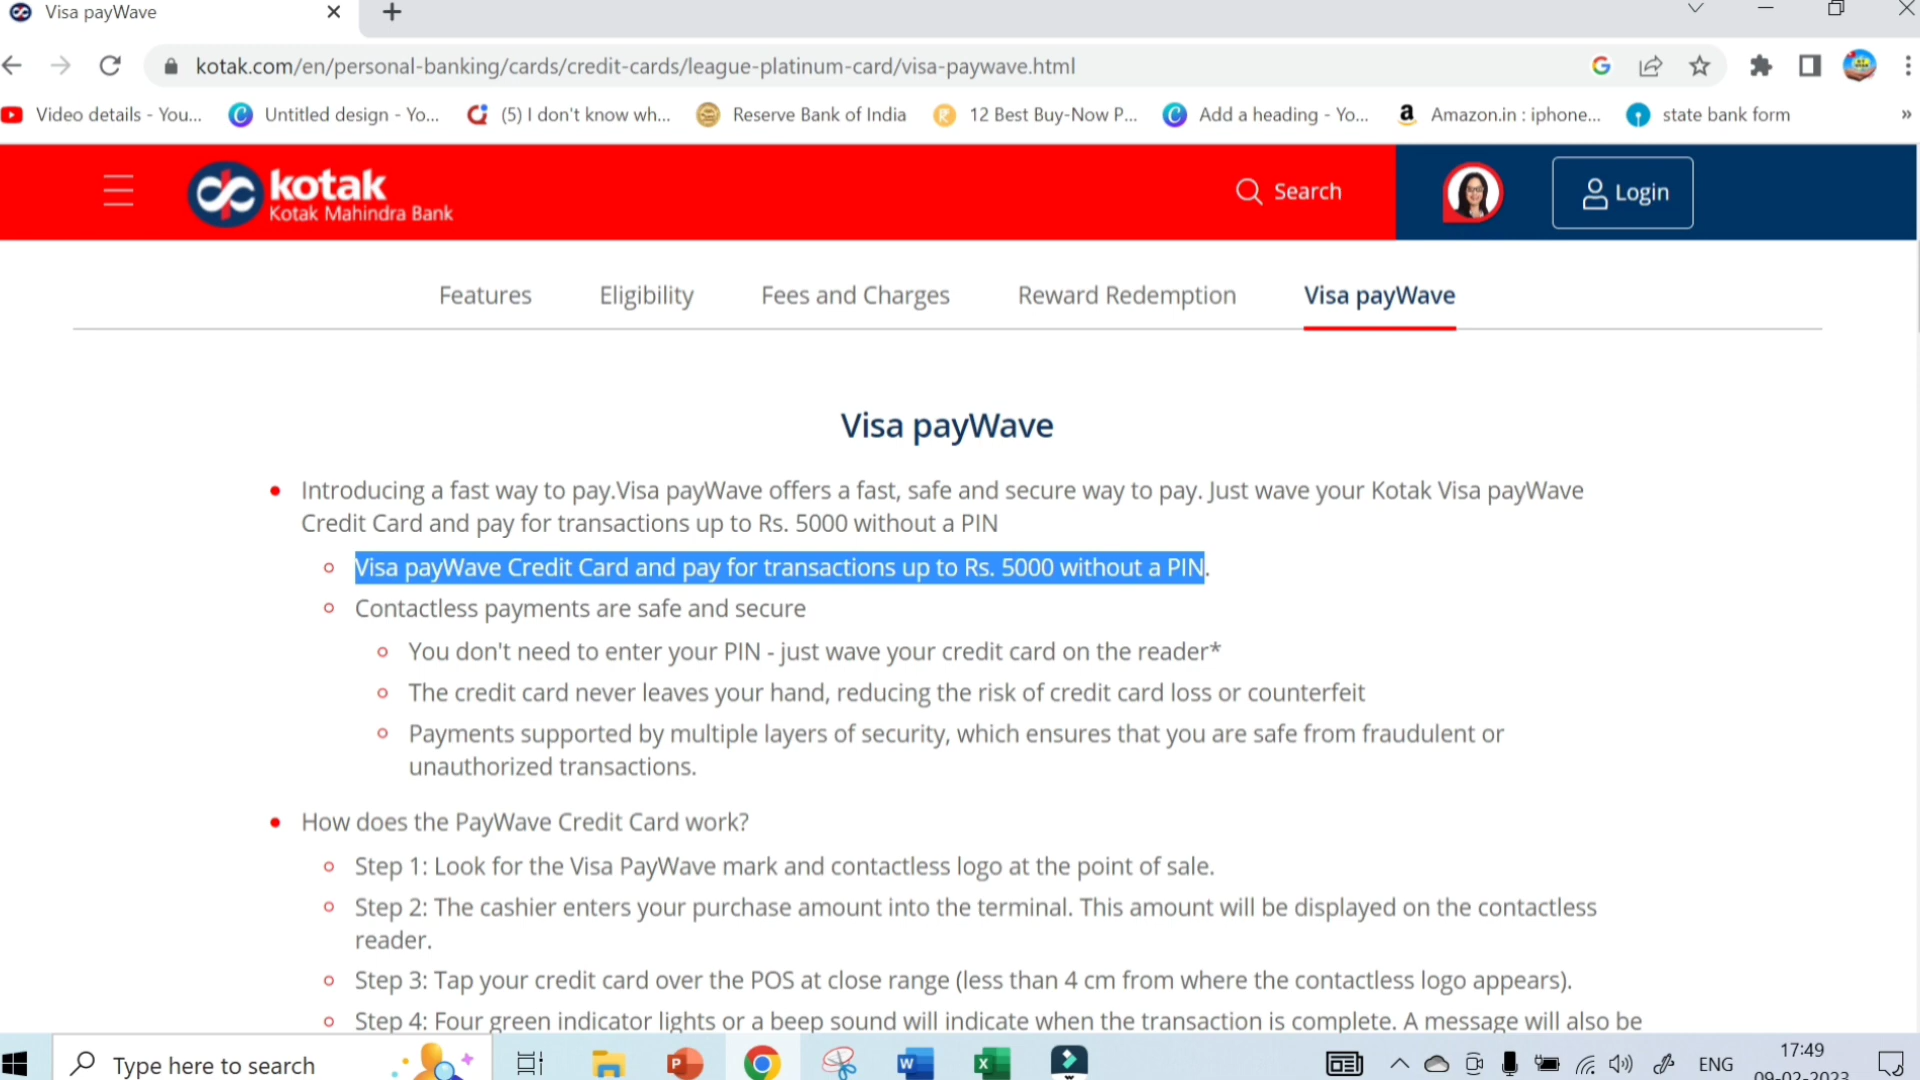 Visa payWave
kotak.com/en/personal-banking/cards/credit-cards/league-platinum-card/visa-paywave.html
Video details - You... Untitled design - Yo... (5) I don't know wh... Reserve Bank of India 12 Best Buy-Now P... Add a heading - Yo... Amazon.in : iphone... state bank form »
kotak
Kotak Mahindra Bank
Search
Login
Features Eligibility Fees and Charges Reward Redemption Visa payWave
Visa payWave
Introducing a fast way to pay.Visa payWave offers a fast, safe and secure way to pay. Just wave your Kotak Visa payWave
Credit Card and pay for transactions up to Rs. 5000 without a PIN
Visa payWave Credit Card and pay for transactions up to Rs. 5000 without a PIN.
Contactless payments are safe and secure
You don't need to enter your PIN - just wave your credit card on the reader*
The credit card never leaves your hand, reducing the risk of credit card loss or counterfeit
Payments supported by multiple layers of security, which ensures that you are safe from fraudulent or
unauthorized transactions.
How does the PayWave Credit Card work?
Step 1: Look for the Visa PayWave mark and contactless logo at the point of sale.
Step 2: The cashier enters your purchase amount into the terminal. This amount will be displayed on the contactless
reader.
Step 3: Tap your credit card over the POS at close range (less than 4 cm from where the contactless logo appears).
Step 4: Four green indicator lights or a beep sound will indicate when the transaction is complete. A message will also be
Type here to search
ENG
17:49
09-02-2023